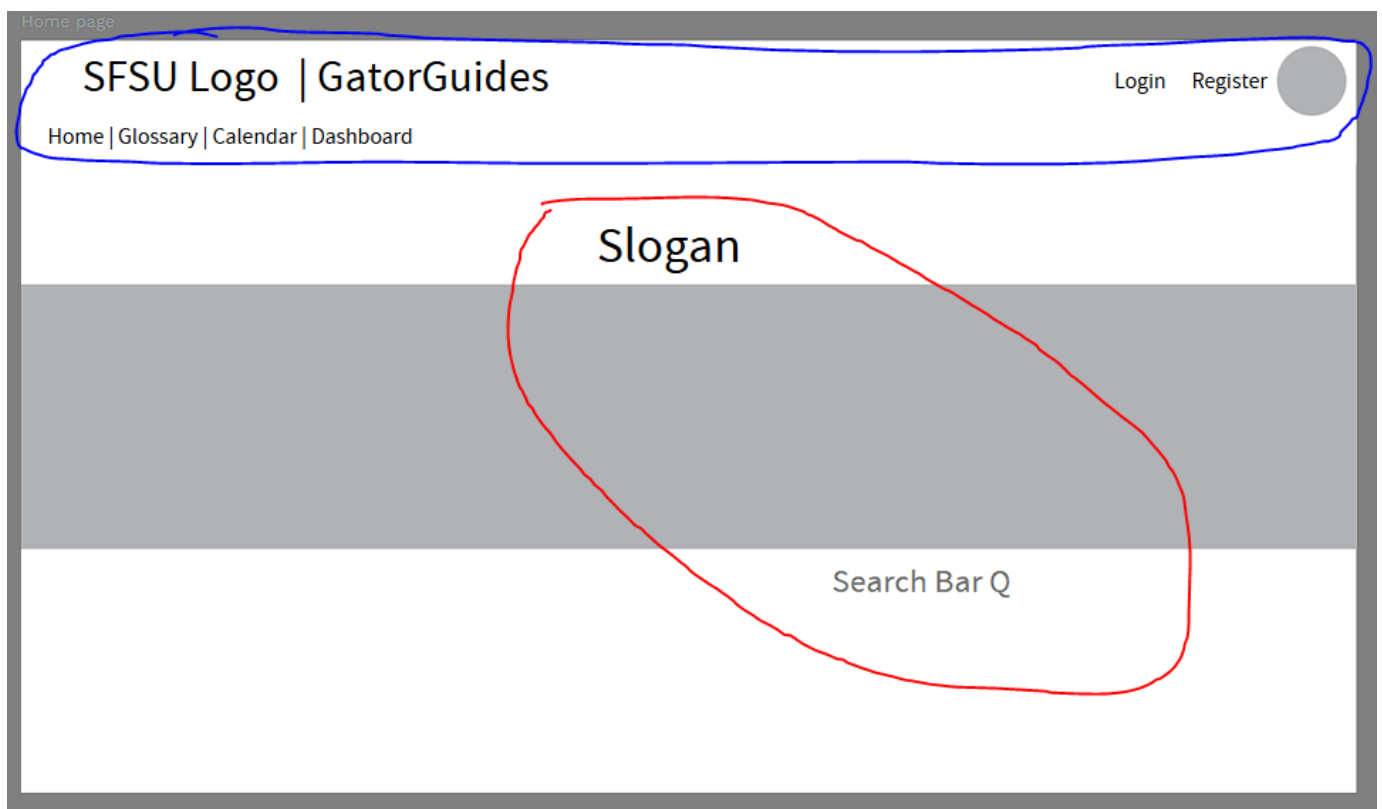 Home page
SFSU Logo | GatorGuides
Login Register
Home | Glossary | Calendar | Dashboard
Slogan
Search Bar Q